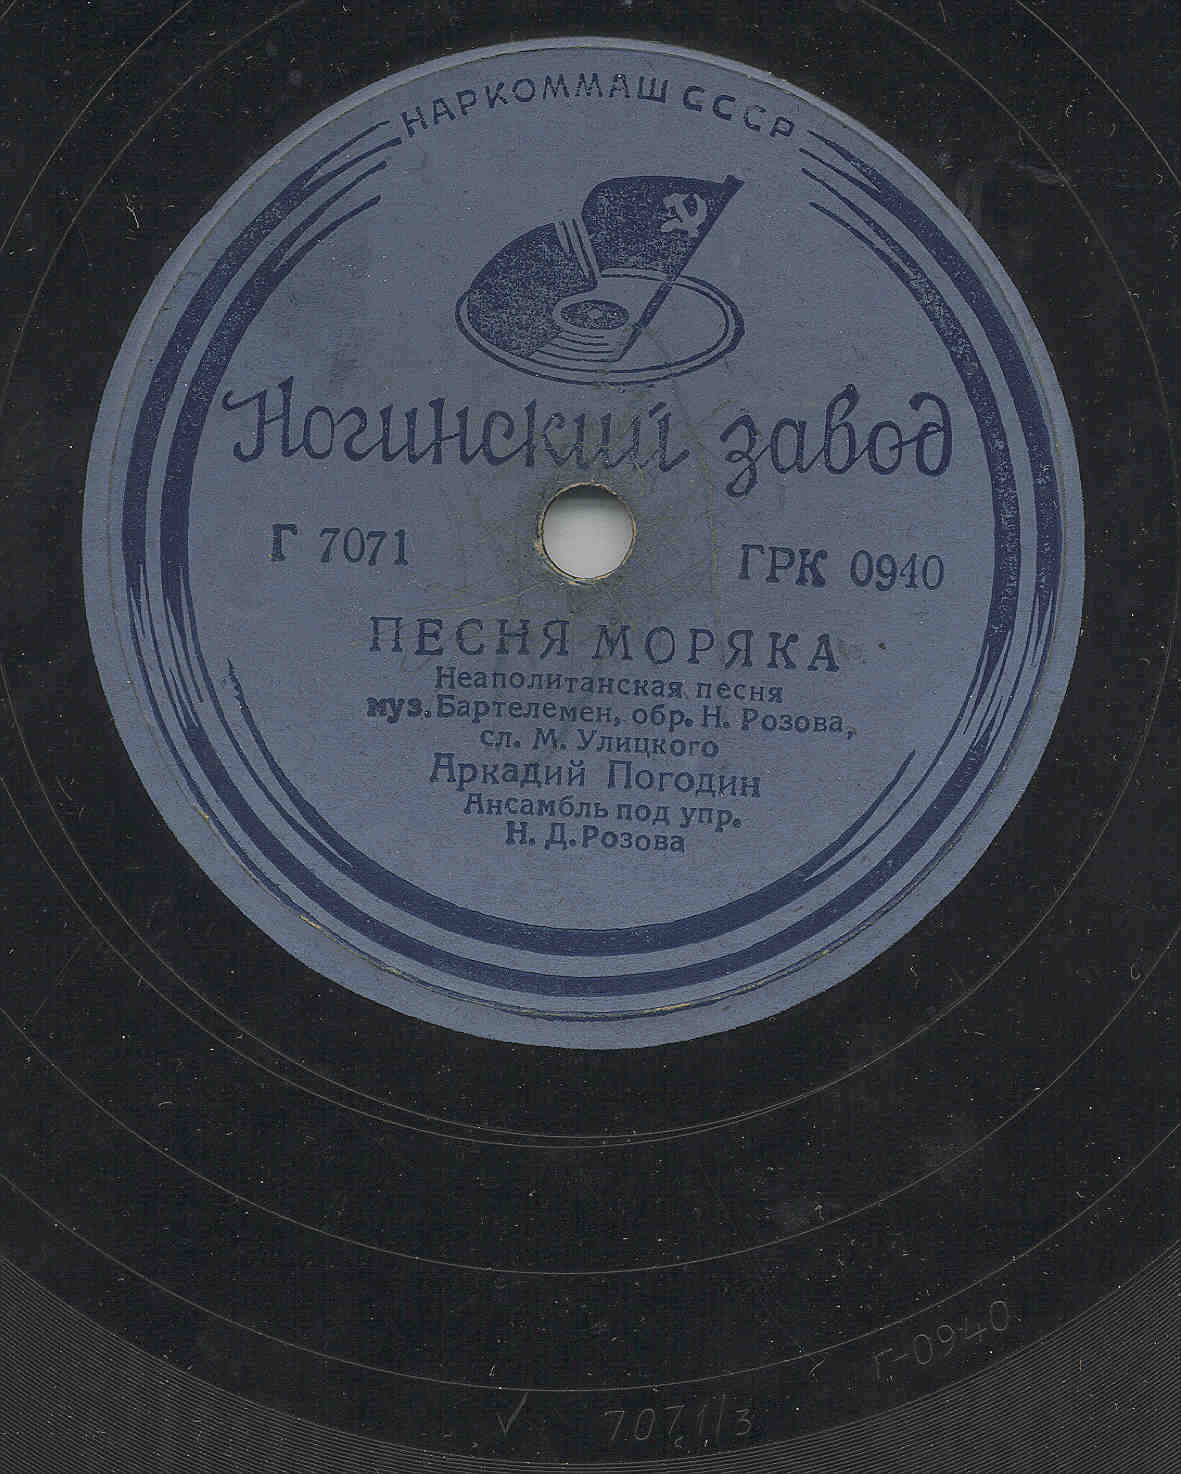 НАРКОММАШ СССР
Ногинский завод
Г 7071
ГРК 0940
ПЕСНЯ МОРЯКА
Неаполитанская песня
муз. Бартелемен, обр. Н. Розова,
сл. М. Улицкого
Аркадий Погодин
Ансамбль под упр.
Н. Д. Розова
Г-0940
7071/3